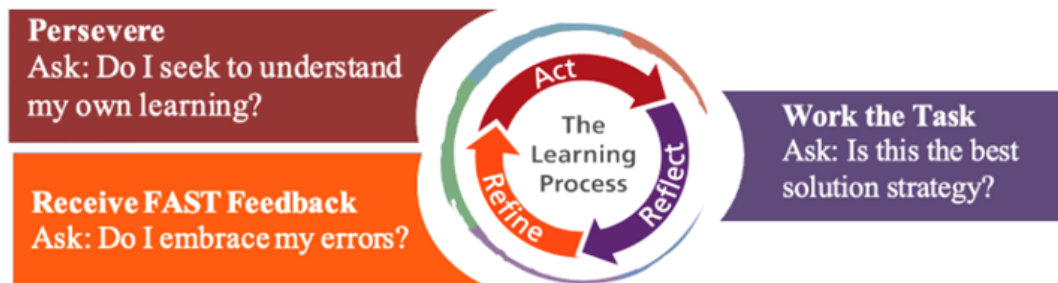 Persevere
Ask: Do I seek to understand
my own learning?
Receive FAST Feedback
Ask: Do I embrace my errors?
Act
Reflect
Refine
The
Learning
Process
Work the Task
Ask: Is this the best
solution strategy?